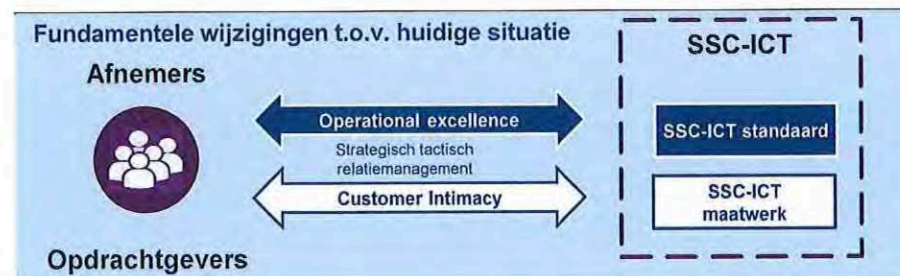 Fundamentele wijzigingen t.o.v. huidige situatie
SSC-ICT
Afnemers
Operational excellence
SSC-ICT standaard
Strategisch tactisch
relatiemanagement
Customer Intimacy
SSC-ICT
maatwerk
Opdrachtgevers